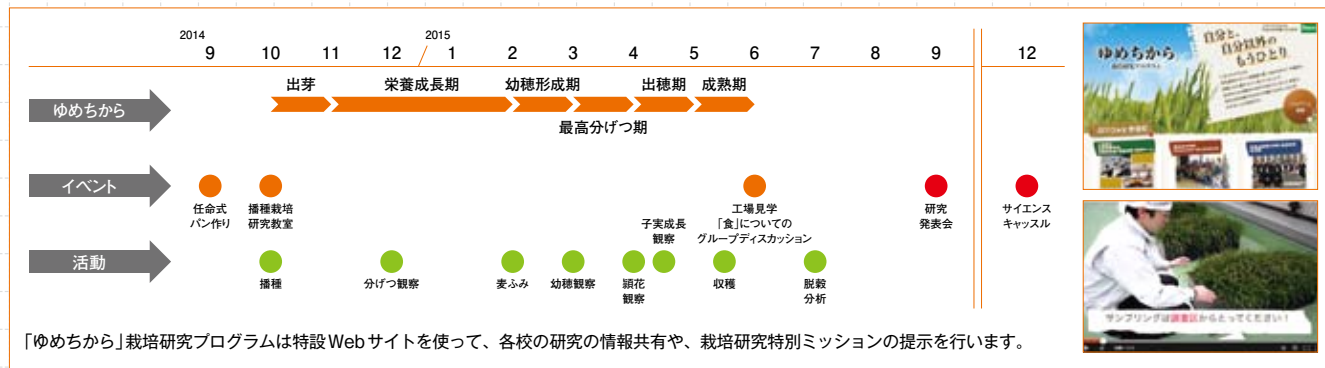 2014
2015
9 10 11 12 1 2 3 4 5 6 7 8 9 12
出芽 栄養成長期 幼穂形成期 出穂期 成熟期
ゆめちから
最高分げつ期
イベント
任命式
パン作り
播種栽培
研究教室
工場見学
「食」についての
グループディスカッション
研究
発表会
サイエンス
キャッスル
活動
播種
分げつ観察
麦ふみ
幼穂観察
穎花
観察
子実成長
観察
収穫
脱穀
分析
「ゆめちから」栽培研究プログラムは特設Webサイトを使って、各校の研究の情報共有や、栽培研究特別ミッションの提示を行います。
ゆめちから
自分と、
自分以外の
もうひとり
サンプリングは調査区からとってください！